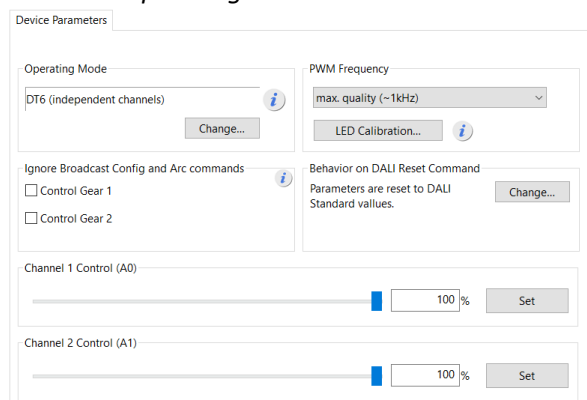 Device Parameters
Operating Mode
DT6 (independent channels)
Change...
PWM Frequency
max. quality (~1kHz)
LED Calibration...
Ignore Broadcast Config and Arc commands
Control Gear 1
Control Gear 2
Behavior on DALI Reset Command
Parameters are reset to DALI
Standard vallues.
Change...
Channel 1 Control (A0)
100 %
Set
Channel 2 Control (A1)
100 %
Set